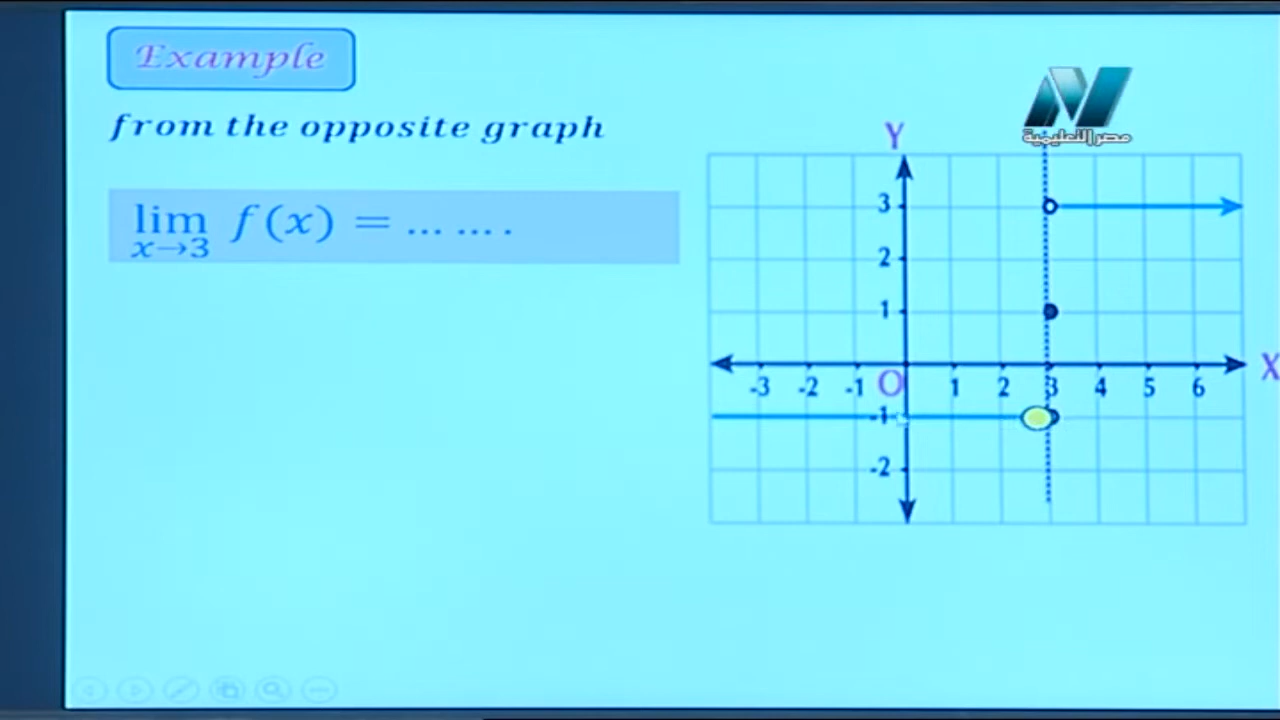 Example
from the opposite graph
lim f(x) = ... ... .
x→3
مصر التعليمية
Y
3
2
1
-3 -2 -1 O 1 2 3 4 5 6 X
-1
-2